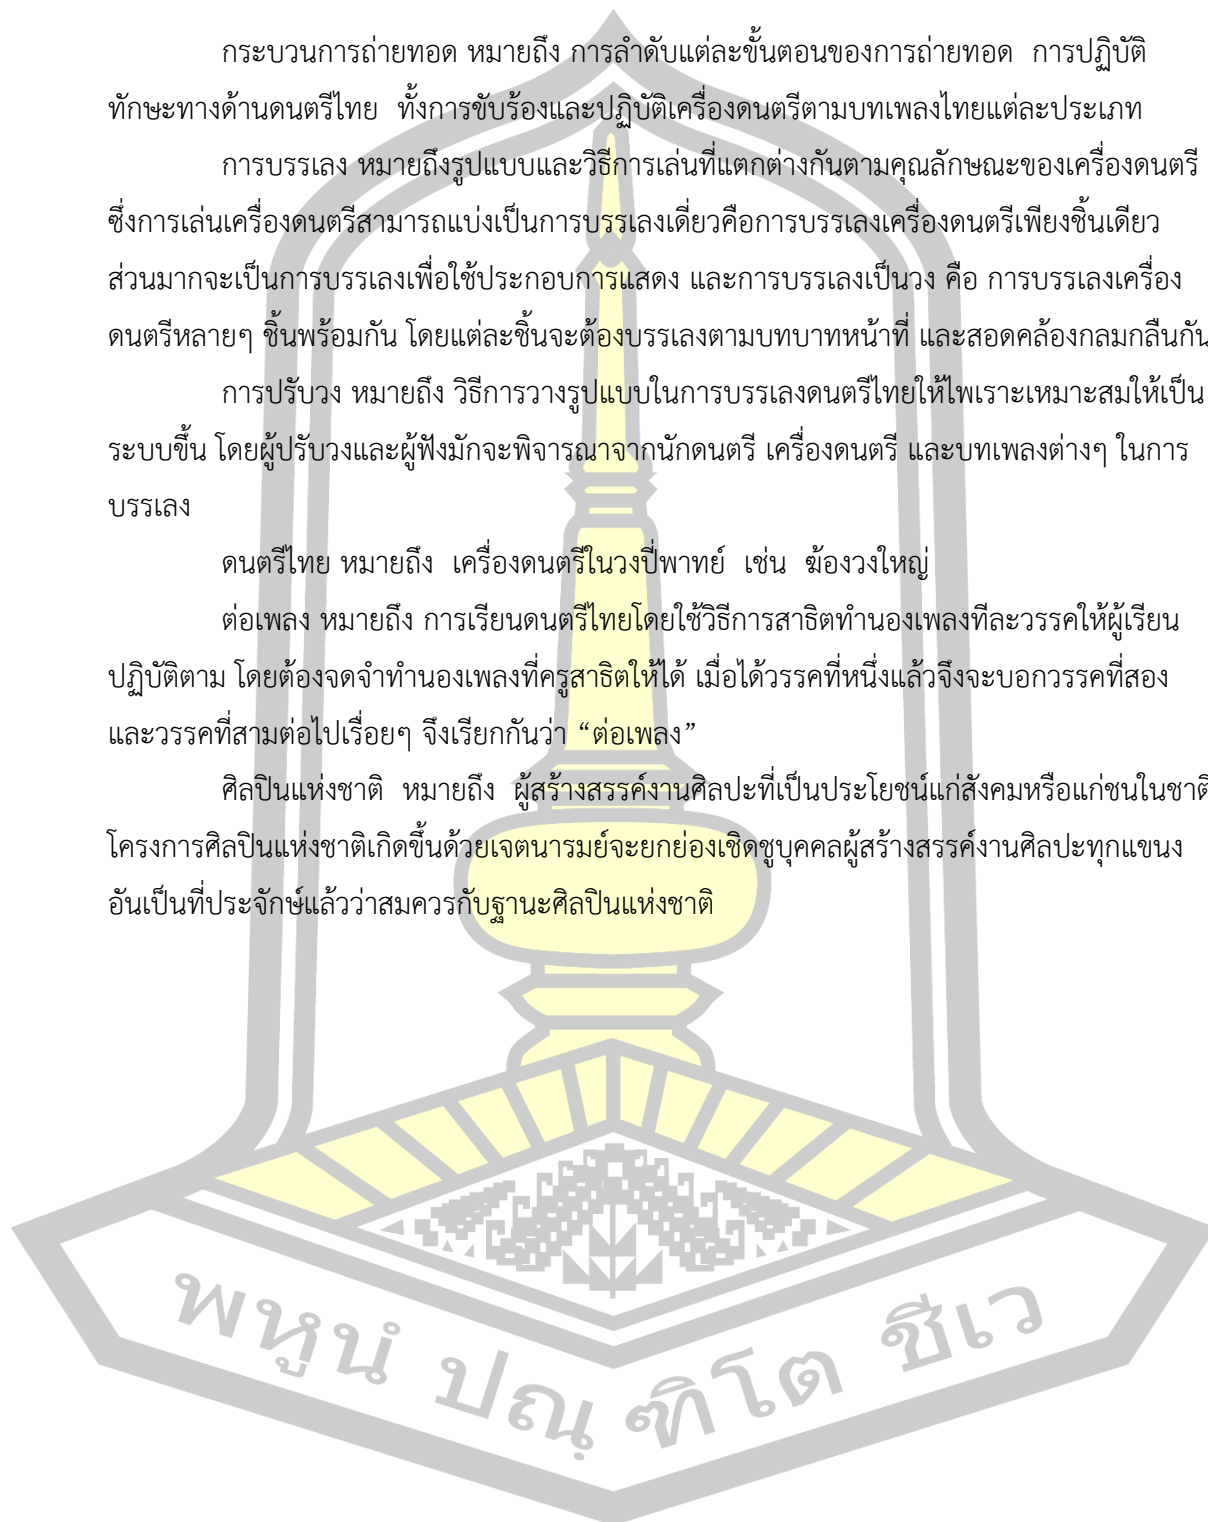 กระบวนการถ่ายทอด หมายถึง การลำดับแต่ละขั้นตอนของการถ่ายทอด  การปฏิบัติ
ทักษะทางด้านดนตรีไทย  ทั้งการขับร้องและปฏิบัติเครื่องดนตรีตามบทเพลงไทยแต่ละประเภท
การบรรเลง หมายถึงรูปแบบและวิธีการเล่นที่แตกต่างกันตามคุณลักษณะของเครื่องดนตรี
ซึ่งการเล่นเครื่องดนตรีสามารถแบ่งเป็นการบรรเลงเดี่ยวคือการบรรเลงเครื่องดนตรีเพียงชิ้นเดียว
ส่วนมากจะเป็นการบรรเลงเพื่อใช้ประกอบการแสดง และการบรรเลงเป็นวง คือ การบรรเลงเครื่อง
ดนตรีหลายๆ ชิ้นพร้อมกัน โดยแต่ละชิ้นจะต้องบรรเลงตามบทบาทหน้าที่ และสอดคล้องกลมกลืนกัน
การปรับวง หมายถึง วิธีการวางรูปแบบในการบรรเลงดนตรีไทยให้ไพเราะเหมาะสมให้เป็น
ระบบขึ้น โดยผู้ปรับวงและผู้ฟังมักจะพิจารณาจากนักดนตรี เครื่องดนตรี และบทเพลงต่างๆ ในการ
บรรเลง
ดนตรีไทย หมายถึง  เครื่องดนตรีในวงปี่พาทย์  เช่น  ฆ้องวงใหญ่
ต่อเพลง หมายถึง การเรียนดนตรีไทยโดยใช้วิธีการสาธิตทำนองเพลงทีละวรรคให้ผู้เรียน
ปฏิบัติตาม โดยต้องจดจำทำนองเพลงที่ครูสาธิตให้ได้ เมื่อได้วรรคที่หนึ่งแล้วจึงจะบอกวรรคที่สอง
และวรรคที่สามต่อไปเรื่อยๆ จึงเรียกกันว่า “ต่อเพลง”
ศิลปินแห่งชาติ  หมายถึง  ผู้สร้างสรรค์งานศิลปะที่เป็นประโยชน์แก่สังคมหรือแก่ชนในชาติ
โครงการศิลปินแห่งชาติเกิดขึ้นด้วยเจตนารมย์จะยกย่องเชิดชูบุคคลผู้สร้างสรรค์งานศิลปะทุกแขนง
อันเป็นที่ประจักษ์แล้วว่าสมควรกับฐานะศิลปินแห่งชาติ
พหูนํ ปณฺ ฑิโต ชีเว